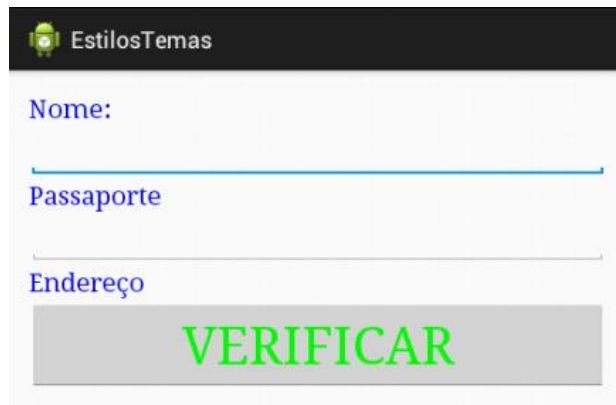 EstilosTemas
Nome:
Passaporte
Endereço
VERIFICAR